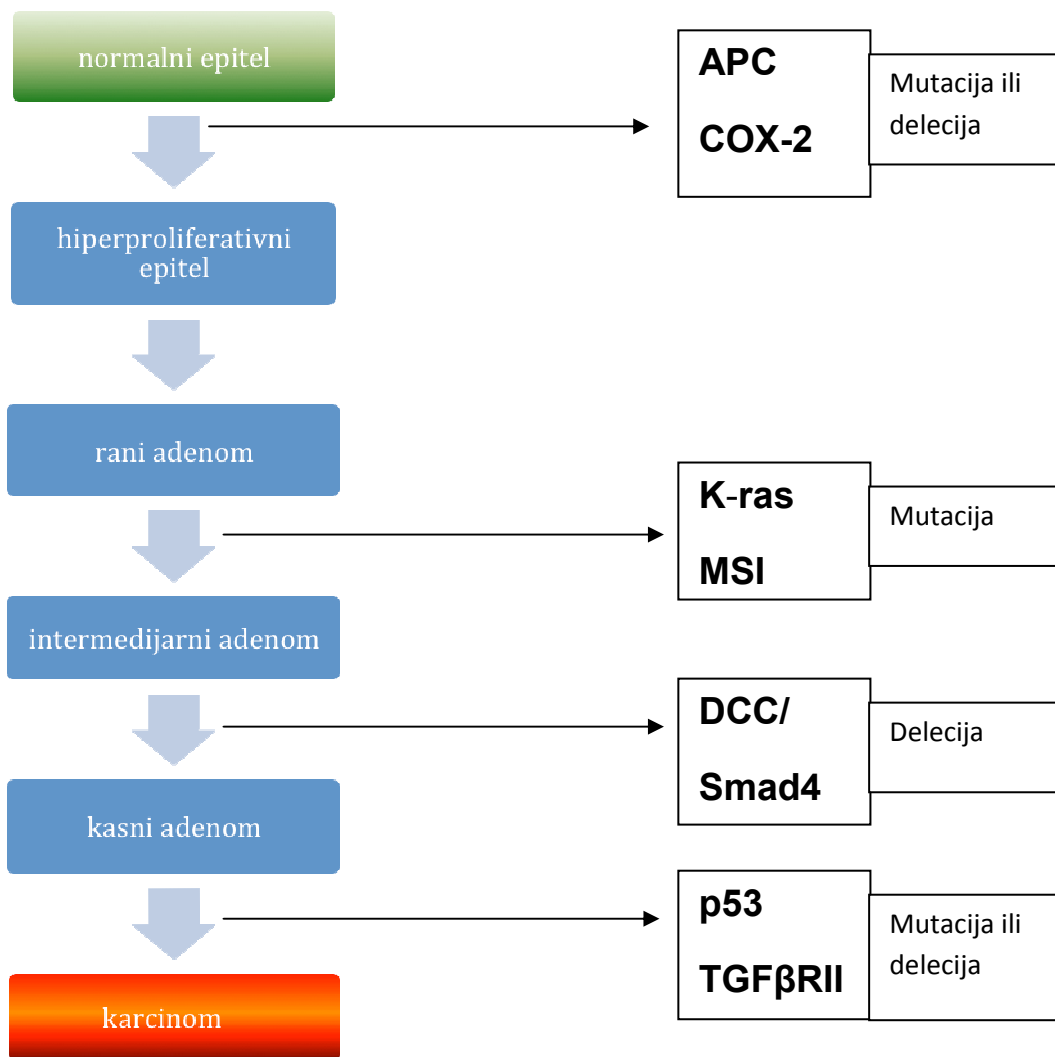 normalni epitel
APC
COX-2
Mutacija ili
delecija
hiperproliferativni
epitel
rani adenom
K-ras
MSI
Mutacija
intermedijarni adenom
DCC/
Smad4
Delecija
kasni adenom
p53
TGFβRII
Mutacija ili
delecija
karcinom